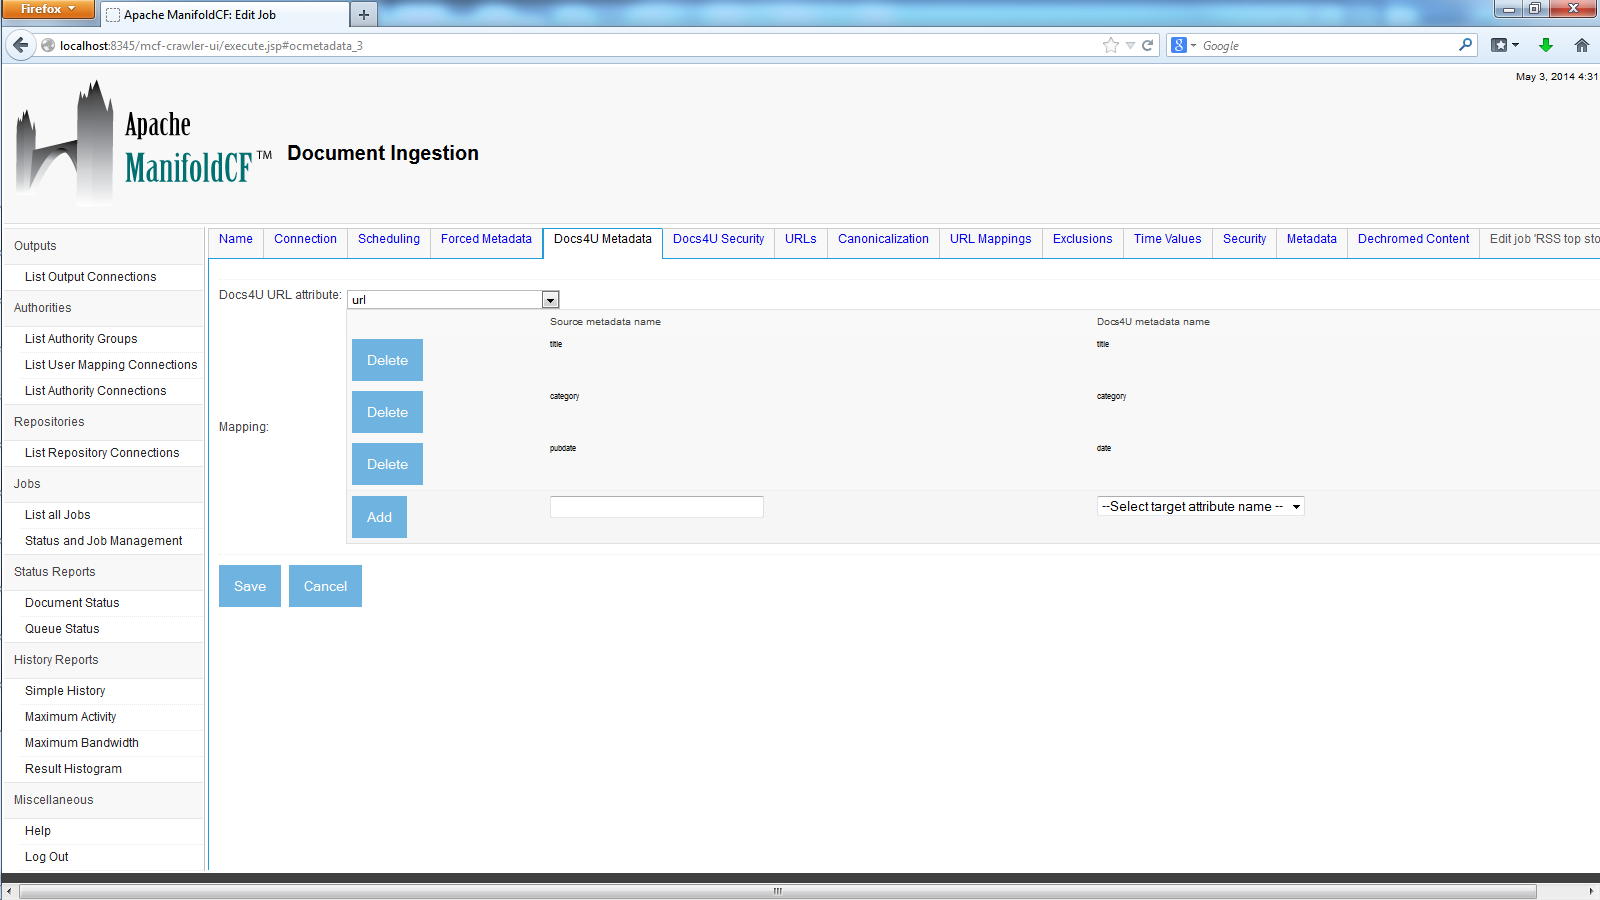 Firefox
Apache ManifoldCF: Edit Job
localhost:8345/mcf-crawler-ui/execute.jsp#ocmetadata_3
Google
May 3, 2014 4:31
Apache
ManifoldCF™
Document Ingestion
Outputs
List Output Connections
Authorities
List Authority Groups
List User Mapping Connections
List Authority Connections
Repositories
List Repository Connections
Jobs
List all Jobs
Status and Job Management
Status Reports
Document Status
Queue Status
History Reports
Simple History
Maximum Activity
Maximum Bandwidth
Result Histogram
Miscellaneous
Help
Log Out
Name Connection Scheduling Forced Metadata Docs4U Metadata Docs4U Security URLs Canonicalization URL Mappings Exclusions Time Values Security Metadata Dechromed Content Edit job 'RSS top sto
Docs4U URL attribute: url
Mapping:
Source metadata name Docs4U metadata name
Delete title title
Delete category category
Delete pubdate date
Add --Select target attribute name --
Save Cancel